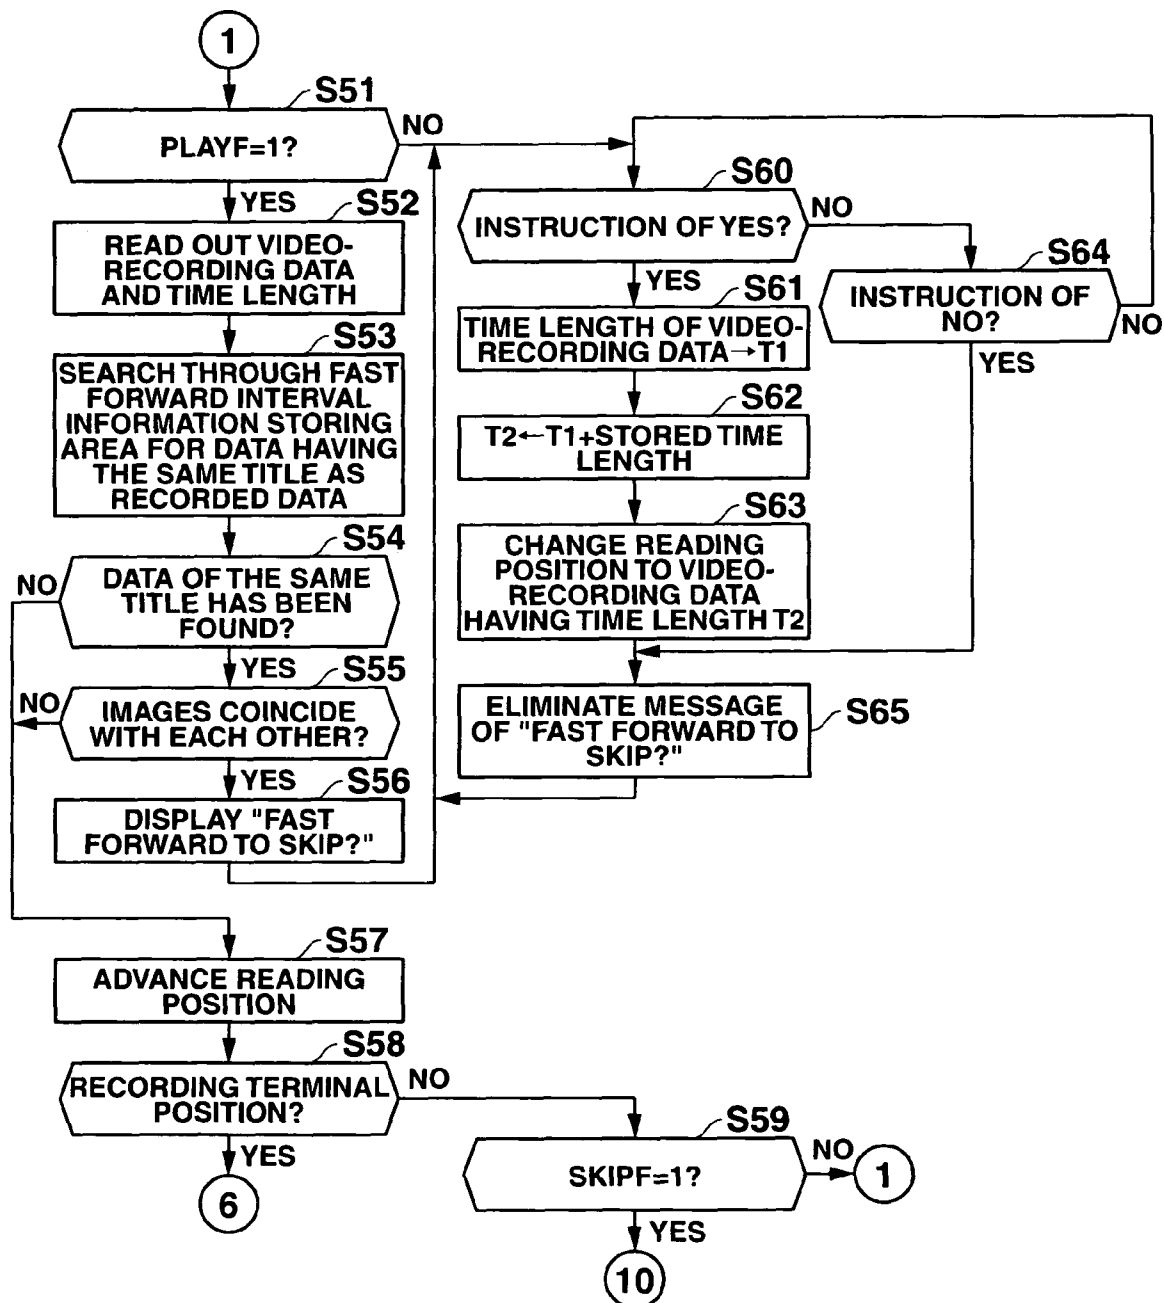 1
S51
PLAYF=1?
NO
YES
S52
READ OUT VIDEO-
RECORDING DATA
AND TIME LENGTH
S53
SEARCH THROUGH FAST
FORWARD INTERVAL
INFORMATION STORING
AREA FOR DATA HAVING
THE SAME TITLE AS
RECORDED DATA
S54
NO
DATA OF THE SAME
TITLE HAS BEEN
FOUND?
YES
S55
NO
IMAGES COINCIDE
WITH EACH OTHER?
YES
S56
DISPLAY "FAST
FORWARD TO SKIP?"
S57
ADVANCE READING
POSITION
S58
RECORDING TERMINAL
POSITION?
NO
YES
6
S59
SKIPF=1?
NO
1
YES
10
S60
INSTRUCTION OF YES?
NO
YES
S61
TIME LENGTH OF VIDEO-
RECORDING DATA→T1
S62
T2←T1+STORED TIME
LENGTH
S63
CHANGE READING
POSITION TO VIDEO-
RECORDING DATA
HAVING TIME LENGTH T2
S64
INSTRUCTION OF
NO?
NO
YES
S65
ELIMINATE MESSAGE
OF "FAST FORWARD TO
SKIP?"